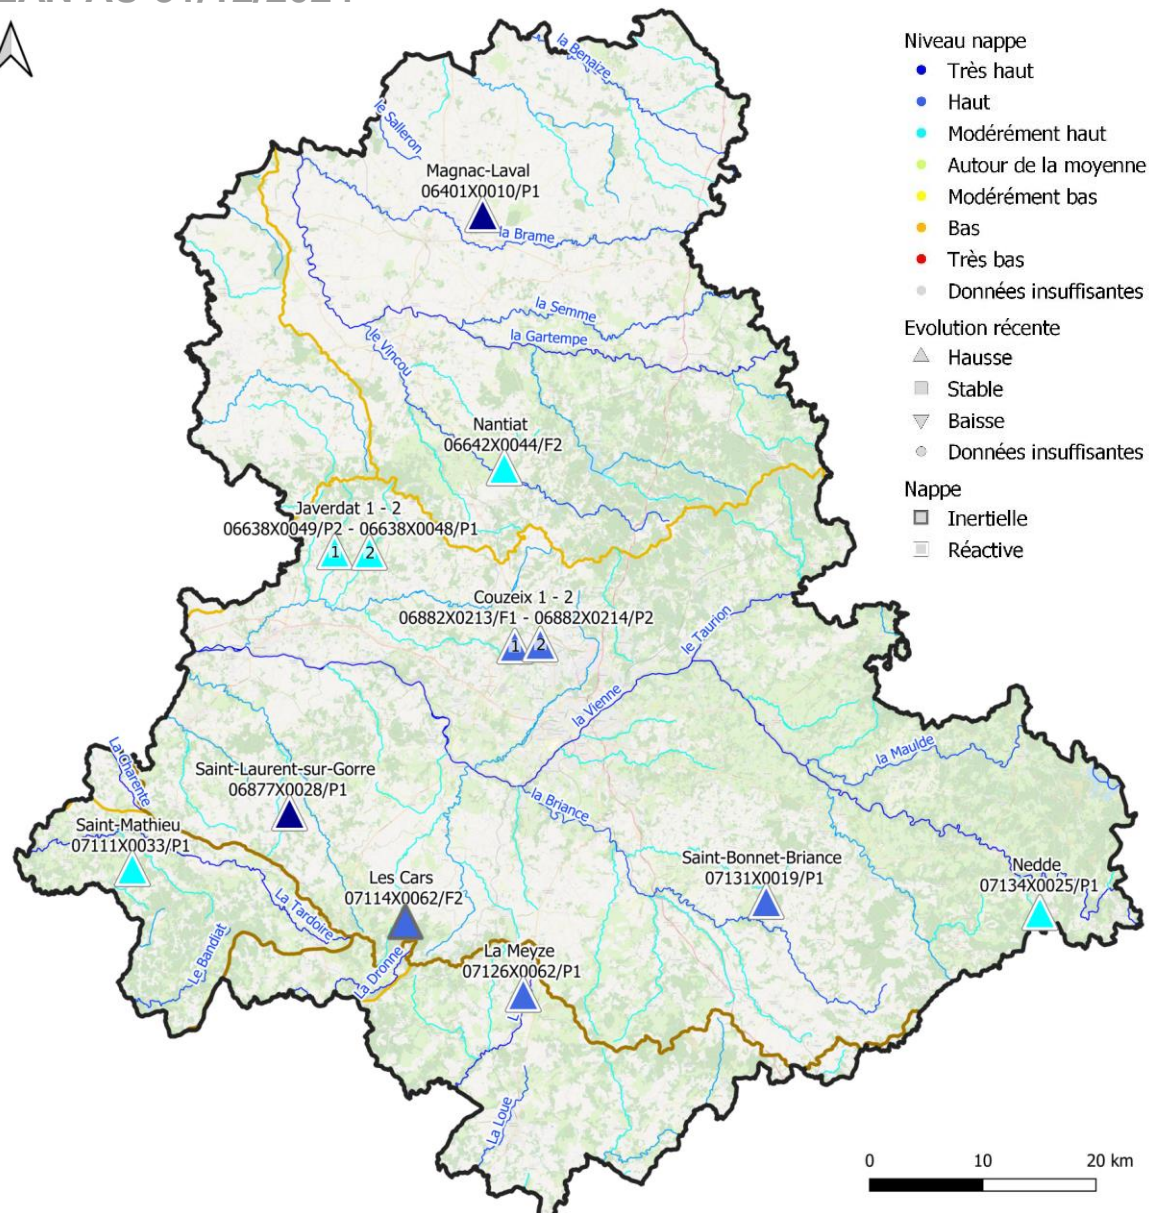 Niveau nappe
Très haut
Haut
Modérément haut
Autour de la moyenne
Modérément bas
Bas
Très bas
Données insuffisantes
Evolution récente
Hausse
Stable
Baisse
Données insuffisantes
Nappe
Inertielle
Réactive
la Benaize
le Salleron
Magnac-Laval
06401X0010/P1
la Brame
la Semme
la Gartempe
le Vincou
Nantiat
06642X0044/F2
Javerdat 1 - 2
06638X0049/P2 - 06638X0048/P1
1
2
Couzeix 1 - 2
06882X0213/F1 - 06882X0214/P2
1
2
le Taurion
la Vienne
la Maulde
La Charente
Saint-Laurent-sur-Gorre
06877X0028/P1
la Briance
Saint-Mathieu
07111X0033/P1
Les Cars
07114X0062/F2
Saint-Bonnet-Briance
07131X0019/P1
Nedde
07134X0025/P1
La Tardoire
Le Bandiat
La Dronne
La Meyze
07126X0062/P1
La Loue
0 10 20 km